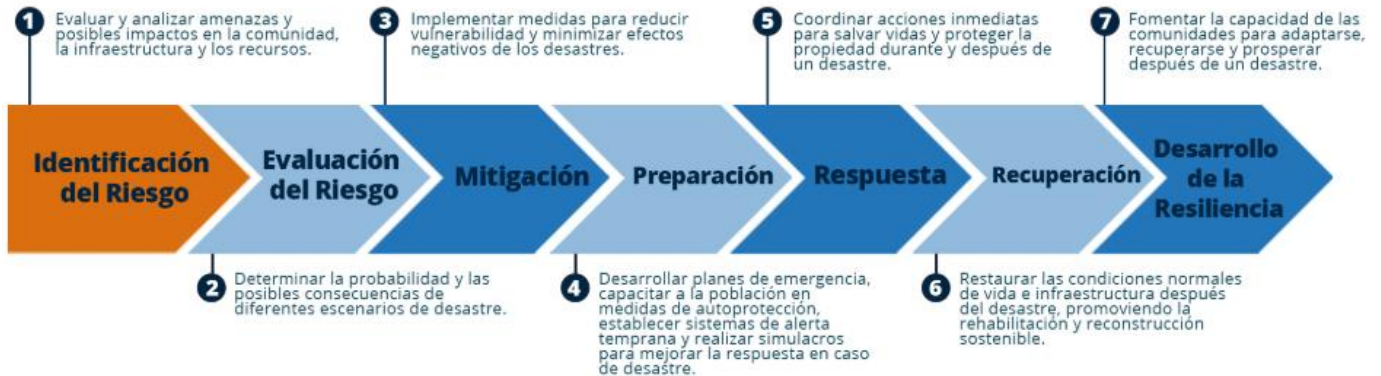 1
Evaluar y analizar amenazas y
posibles impactos en la comunidad,
la infraestructura y los recursos.
3
Implementar medidas para reducir
vulnerabilidad y minimizar efectos
negativos de los desastres.
5
Coordinar acciones inmediatas
para salvar vidas y proteger la
propiedad durante y después de
un desastre.
7
Fomentar la capacidad de las
comunidades para adaptarse,
recuperarse y prosperar
después de un desastre.
Identificación
del Riesgo
Evaluación
del Riesgo
Mitigación
Preparación
Respuesta
Recuperación
Desarrollo
de la
Resiliencia
2
Determinar la probabilidad y las
posibles consecuencias de
diferentes escenarios de desastre.
4
Desarrollar planes de emergencia,
capacitar a la población en
medidas de autoprotección,
establecer sistemas de alerta
temprana y realizar simulacros
para mejorar la respuesta en caso
de desastre.
6
Restaurar las condiciones normales
de vida e infraestructura después
del desastre, promoviendo la
rehabilitación y reconstrucción
sostenible.